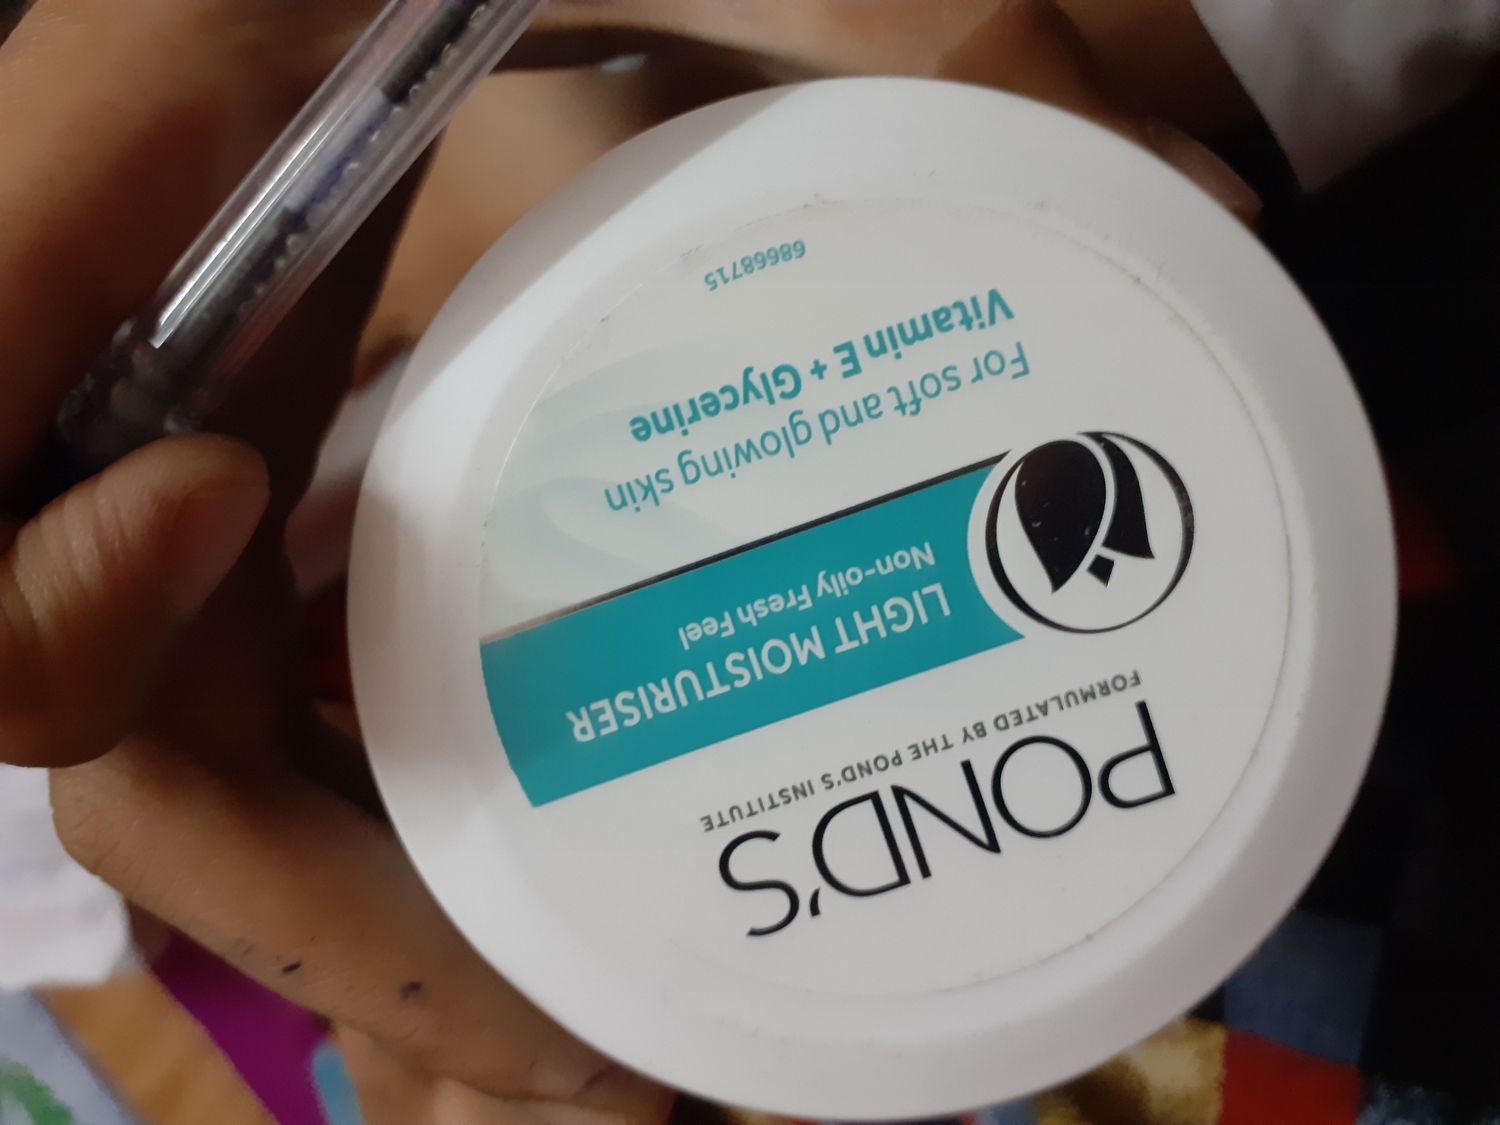 POND'S
FORMULATED BY THE POND'S INSTITUTE
LIGHT MOISTURISER
Non-oily Fresh Feel
For soft and glowing skin
Vitamin E + Glycerine
68668715